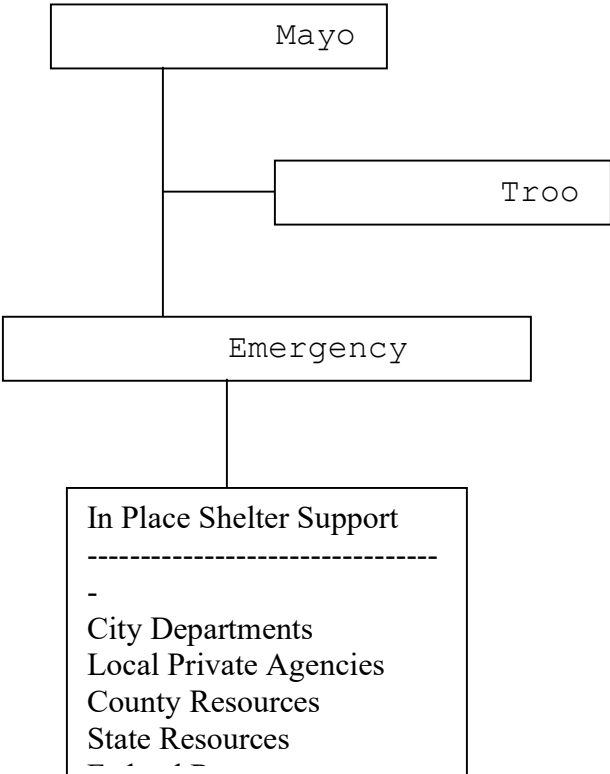 Mayo
Troo
Emergency
In Place Shelter Support
---------------------------------
-
City Departments
Local Private Agencies
County Resources
State Resources